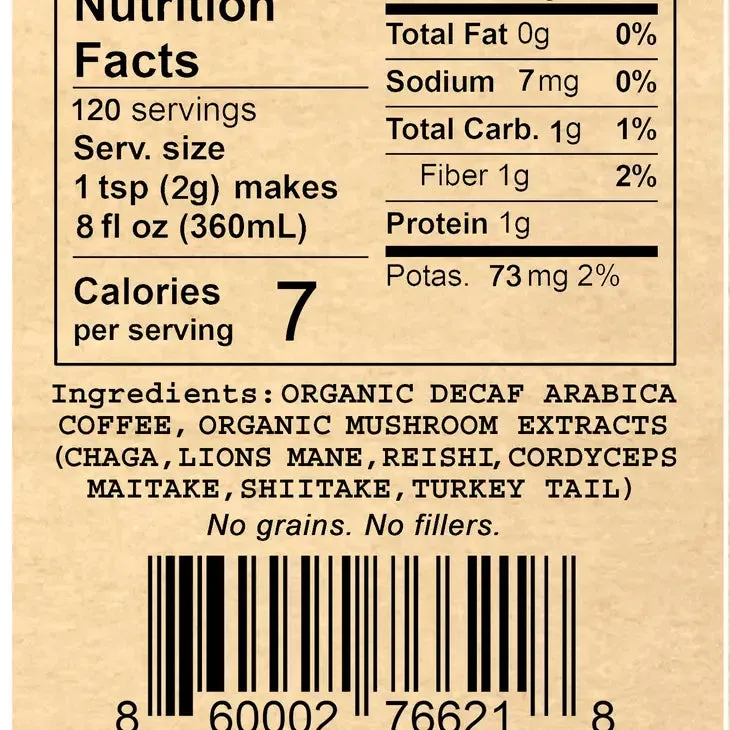 Nutrition
Facts
120 servings
Serv. size
1 tsp (2g) makes
8 fl oz (360mL)
Calories 7
per serving
Total Fat 0g 0%
Sodium 7mg 0%
Total Carb. 1g 1%
Fiber 1g 2%
Protein 1g
Potas. 73mg 2%
Ingredients: ORGANIC DECAF ARABICA
COFFEE, ORGANIC MUSHROOM EXTRACTS
(CHAGA,LIONS MANE,REISHI,CORDYCEPS
MAITAKE,SHIITAKE,TURKEY TAIL)
No grains. No fillers.
8 60002 76621 8